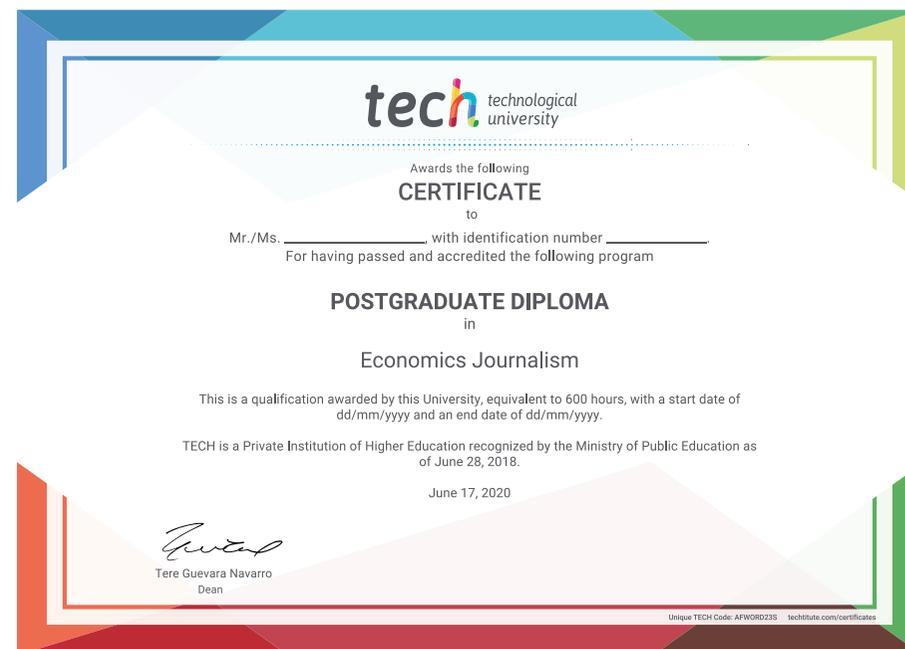 tech technological
university
Awards the following
CERTIFICATE
to
Mr./Ms. ________________, with identification number ____________.
For having passed and accredited the following program
POSTGRADUATE DIPLOMA
in
Economics Journalism
This is a qualification awarded by this University, equivalent to 600 hours, with a start date of
dd/mm/yyyy and an end date of dd/mm/yyyy.
TECH is a Private Institution of Higher Education recognized by the Ministry of Public Education as
of June 28, 2018.
June 17, 2020
Tere Guevara Navarro
Dean
Unique TECH Code: AFWORD23S techtitute.com/certificates